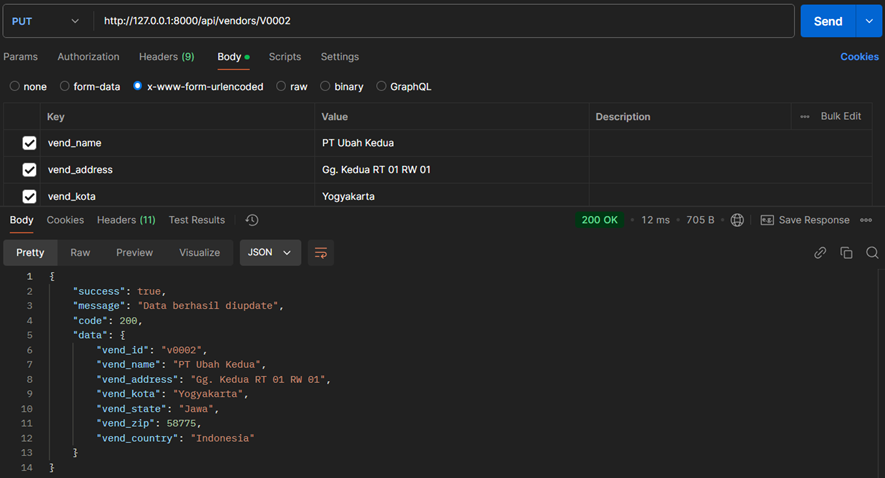 PUT http://127.0.0.1:8000/api/vendors/V0002 Send
Params Authorization Headers (9) Body Scripts Settings Cookies
none form-data x-www-form-urlencoded raw binary GraphQL
Key Value Description Bulk Edit
vend_name PT Ubah Kedua
vend_address Gg. Kedua RT 01 RW 01
vend_kota Yogyakarta
Body Cookies Headers (11) Test Results 200 OK • 12 ms • 705 B Save Response
Pretty Raw Preview Visualize JSON
1 {
2 "success": true,
3 "message": "Data berhasil diupdate",
4 "code": 200,
5 "data": {
6 "vend_id": "v0002",
7 "vend_name": "PT Ubah Kedua",
8 "vend_address": "Gg. Kedua RT 01 RW 01",
9 "vend_kota": "Yogyakarta",
10 "vend_state": "Jawa",
11 "vend_zip": 58775,
12 "vend_country": "Indonesia"
13 }
14 }